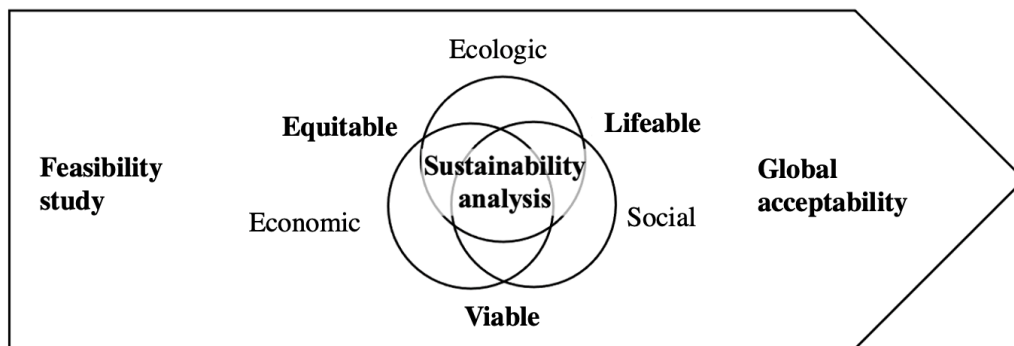 Ecologic
Equitable
Lifeable
Feasibility
study
Sustainability
analysis
Global
acceptability
Economic
Social
Viable